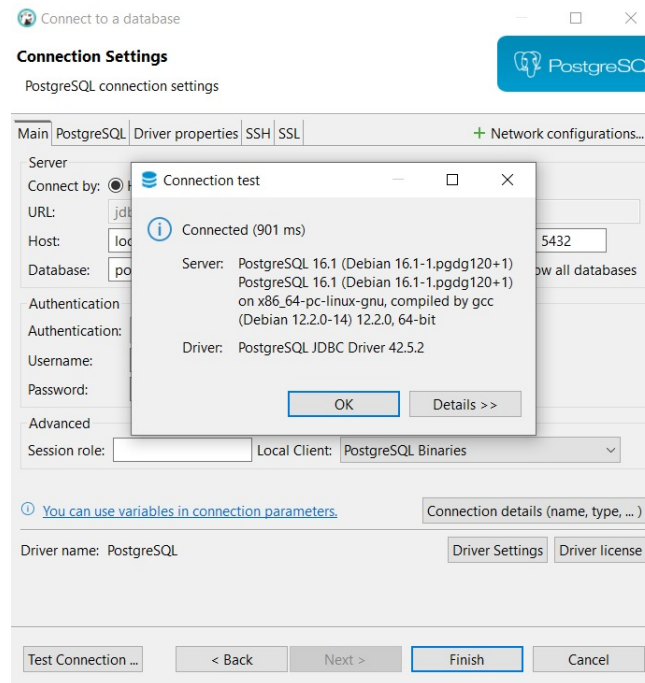 Connect to a database
Connection Settings
PostgreSQL connection settings
PostgreSQ
Main PostgreSQL Driver properties SSH SSL
+ Network configurations...
Server
Connect by:
URL:
Host: 5432
Database: all databases
Connection test
Connected (901 ms)
Server: PostgreSQL 16.1 (Debian 16.1-1.pgdg120+1)
PostgreSQL 16.1 (Debian 16.1-1.pgdg120+1)
on x86_64-pc-linux-gnu, compiled by gcc
(Debian 12.2.0-14) 12.2.0, 64-bit
Driver: PostgreSQL JDBC Driver 42.5.2
OK Details >>
Authentication
Authentication:
Username:
Password:
Advanced
Session role: Local Client: PostgreSQL Binaries
You can use variables in connection parameters.
Connection details (name, type, ... )
Driver name: PostgreSQL
Driver Settings Driver license
Test Connection ... < Back Next > Finish Cancel